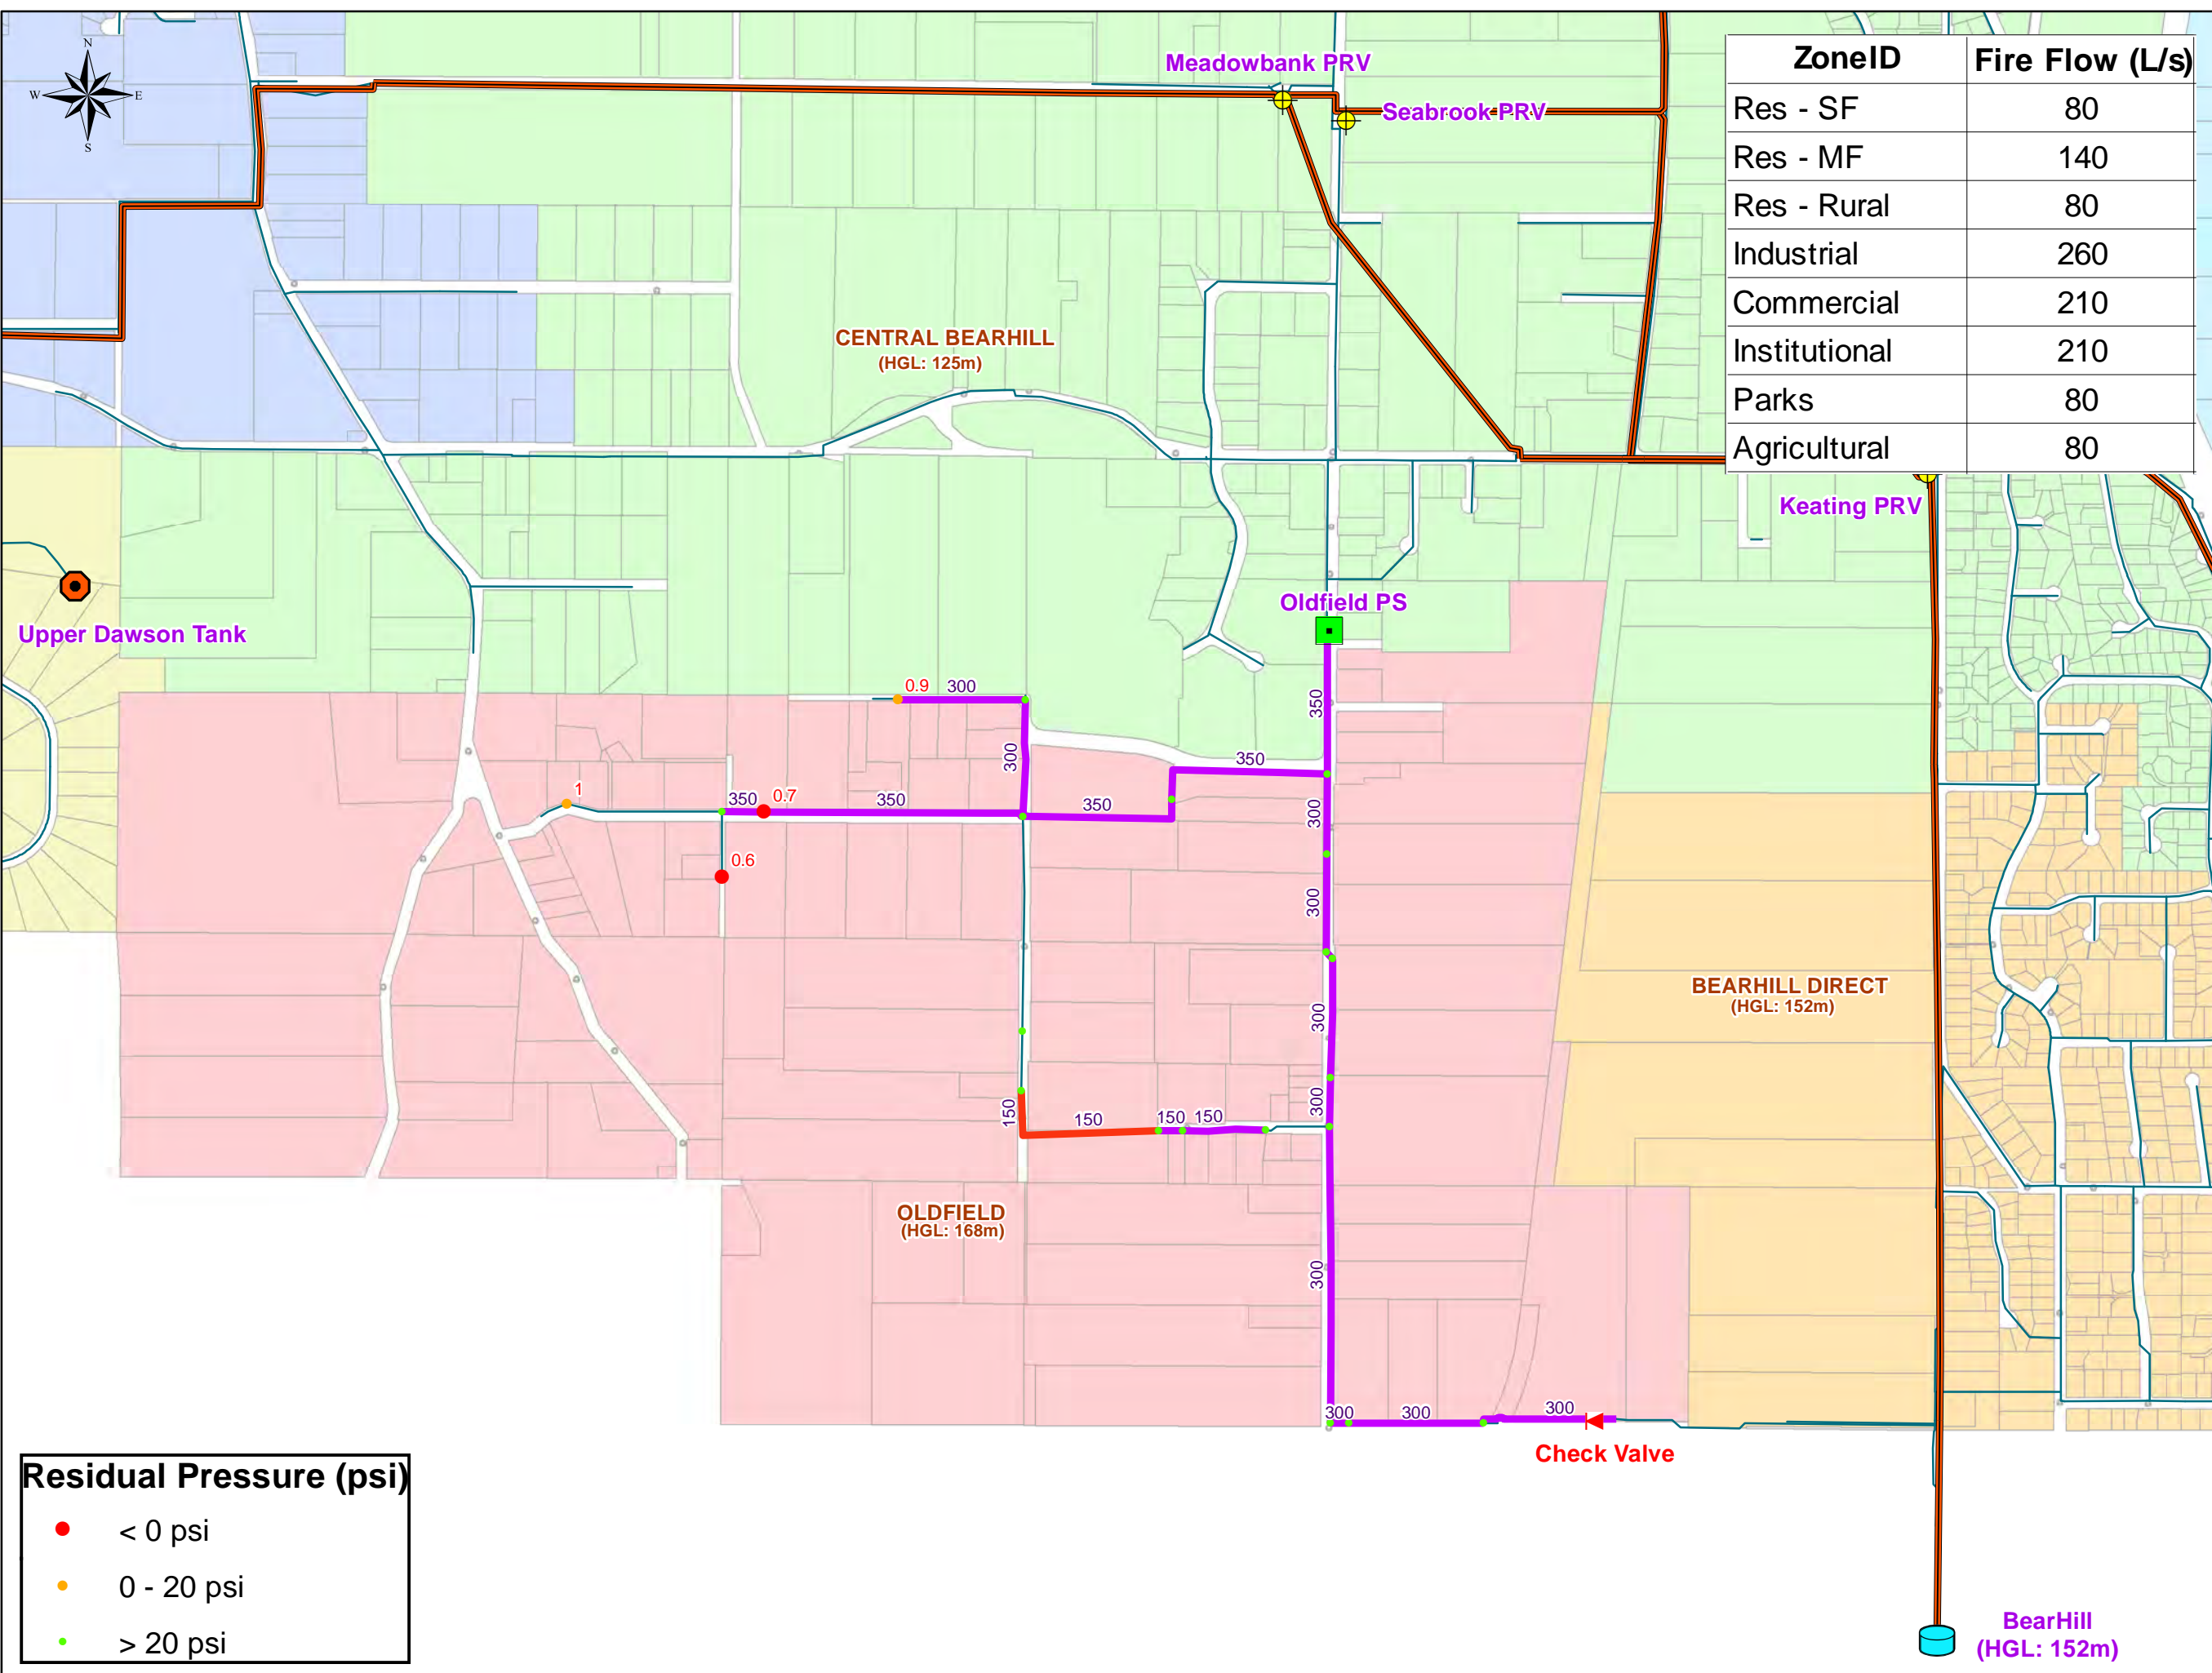 N
W E
S
Meadowbank PRV
Seabrook PRV
ZoneID Fire Flow (L/s)
Res - SF 80
Res - MF 140
Res - Rural 80
Industrial 260
Commercial 210
Institutional 210
Parks 80
Agricultural 80
CENTRAL BEARHILL
(HGL: 125m)
Keating PRV
Oldfield PS
Upper Dawson Tank
0.9 300
350
300
350
1
350 0.7 350
350
300
0.6
300
BEARHILL DIRECT
(HGL: 152m)
300
300
150
150
150 150
OLDFIELD
(HGL: 168m)
300
300
300
300
Check Valve
Residual Pressure (psi)
< 0 psi
0 - 20 psi
> 20 psi
BearHill
(HGL: 152m)